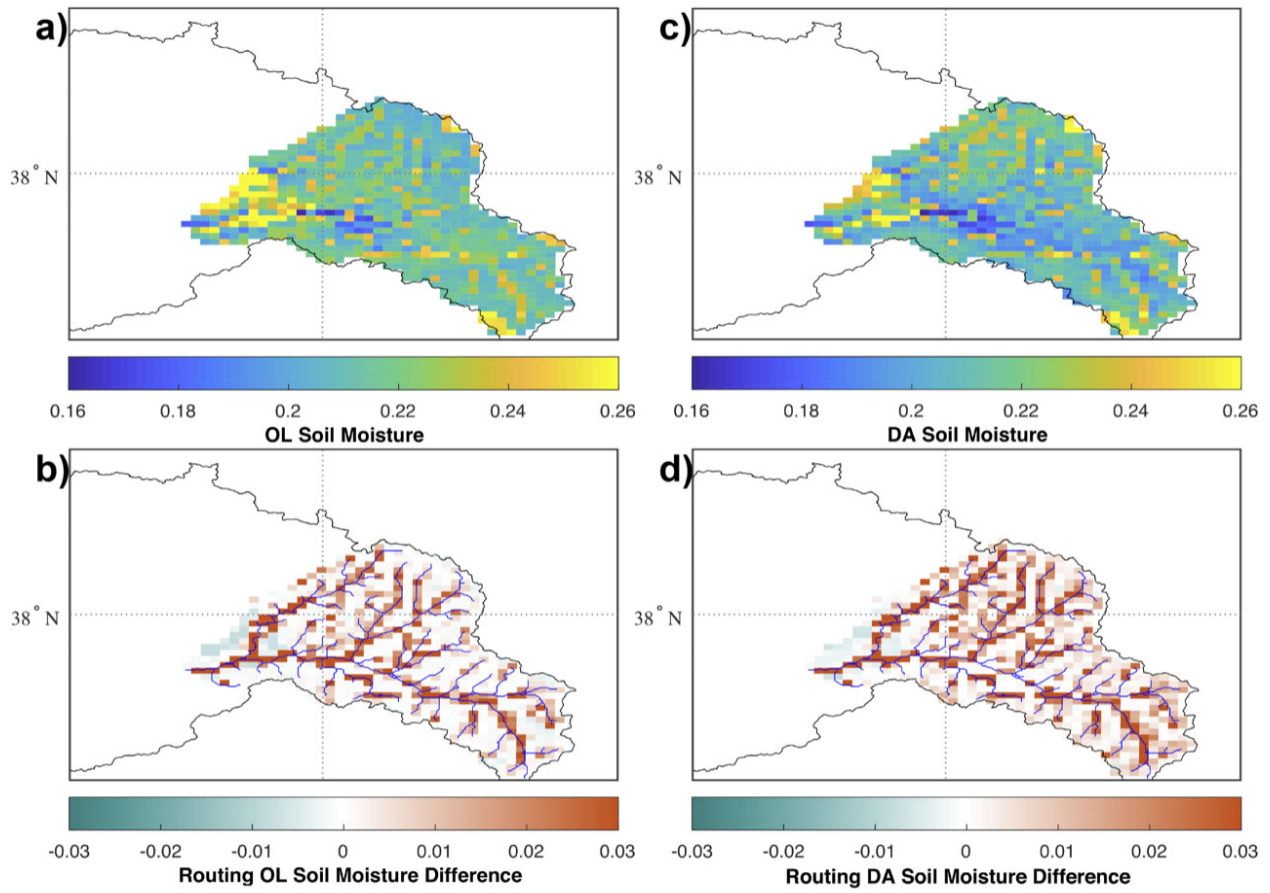 a)
38° N
0.16 0.18 0.2 0.22 0.24 0.26
OL Soil Moisture
c)
38° N
0.16 0.18 0.2 0.22 0.24 0.26
DA Soil Moisture
b)
38° N
-0.03 -0.02 -0.01 0 0.01 0.02 0.03
Routing OL Soil Moisture Difference
d)
38° N
-0.03 -0.02 -0.01 0 0.01 0.02 0.03
Routing DA Soil Moisture Difference